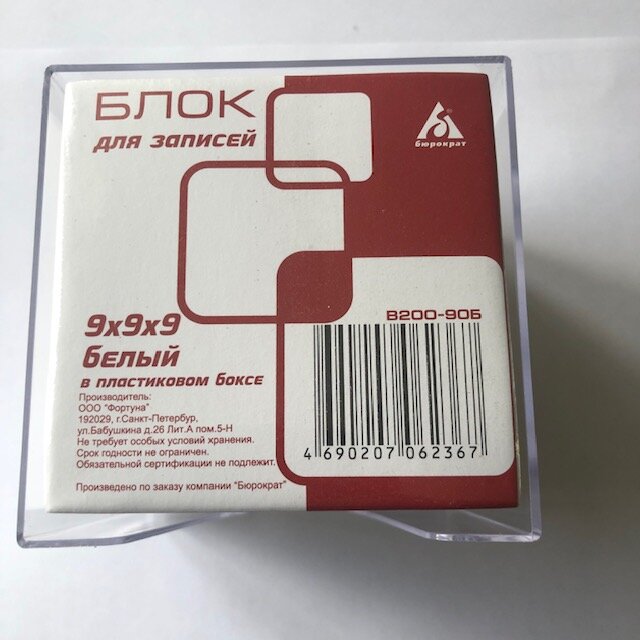 БЛОК
для записей
бюрократ
9х9х9
белый
в пластиковом боксе
В200-90Б
Производитель:
ООО "Фортуна"
192029, г.Санкт-Петербург,
ул.Бабушкина д.26 Лит.А пом.5-Н
Не требует особых условий хранения.
Срок годности не ограничен.
Обязательной сертификации не подлежит.
Произведено по заказу компании "Бюрократ"
4 690207 062367